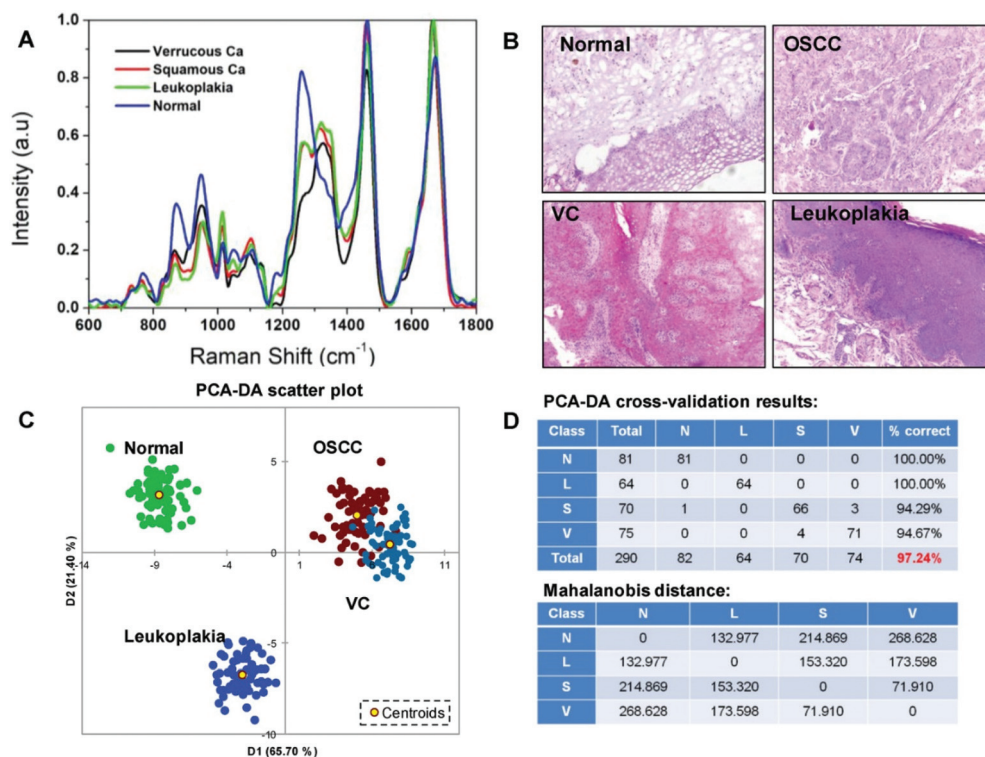 A
Verrucous Ca
Squamous Ca
Leukoplakia
Normal
Intensity (a.u)
1.0
0.8
0.6
0.4
0.2
0.0
600 800 1000 1200 1400 1600 1800
Raman Shift (cm-1)
B
Normal
OSCC
VC
Leukoplakia
PCA-DA scatter plot
C
Normal
OSCC
VC
Leukoplakia
Centroids
5
-14 -9 -4 1 11
-5
-10
D2 (21.40 %)
D1 (65.70 %)
PCA-DA cross-validation results:
D
Class Total N L S V % correct
N 81 81 0 0 0 100.00%
L 64 0 64 0 0 100.00%
S 70 1 0 66 3 94.29%
V 75 0 0 4 71 94.67%
Total 290 82 64 70 74 97.24%
Mahalanobis distance:
Class N L S V
N 0 132.977 214.869 268.628
L 132.977 0 153.320 173.598
S 214.869 153.320 0 71.910
V 268.628 173.598 71.910 0